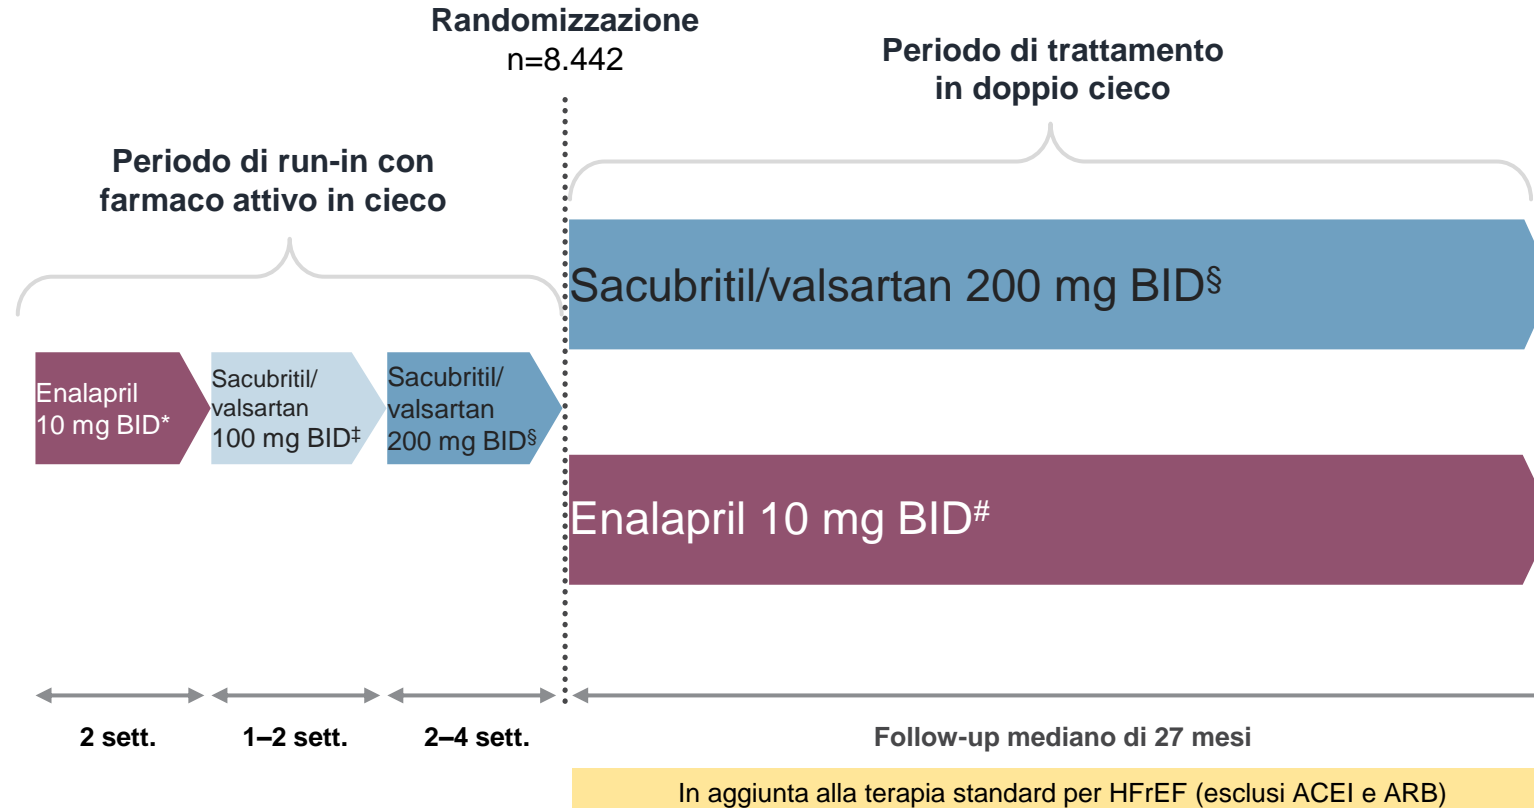 Randomizzazione
n=8.442
Periodo di trattamento
in doppio cieco
Periodo di run-in con
farmaco attivo in cieco
Sacubritil/valsartan 200 mg BID§
Enalapril
10 mg BID*
Sacubritil/
valsartan
100 mg BID‡
Sacubritil/
valsartan
200 mg BID§
Enalapril 10 mg BID#
2 sett.
1–2 sett.
2–4 sett.
Follow-up mediano di 27 mesi
In aggiunta alla terapia standard per HFrEF (esclusi ACEI e ARB)